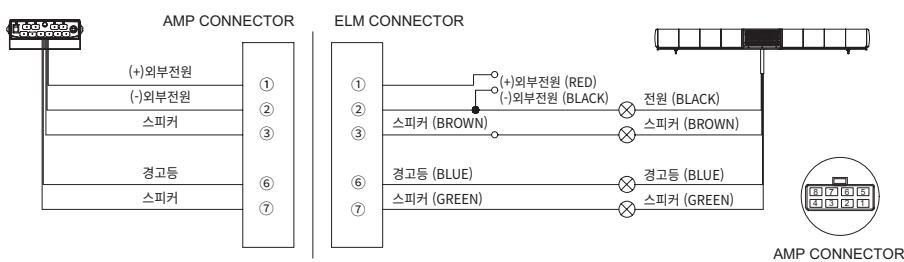 AMP CONNECTOR
ELM CONNECTOR
(+)외부전원
①
①
(+)외부전원 (RED)
(-)외부전원
②
②
(-)외부전원 (BLACK)
전원 (BLACK)
스피커
③
③
스피커 (BROWN)
스피커 (BROWN)
경고등
⑥
⑥
경고등 (BLUE)
경고등 (BLUE)
스피커
⑦
⑦
스피커 (GREEN)
스피커 (GREEN)
8 7 6 5
4 3 2 1
AMP CONNECTOR